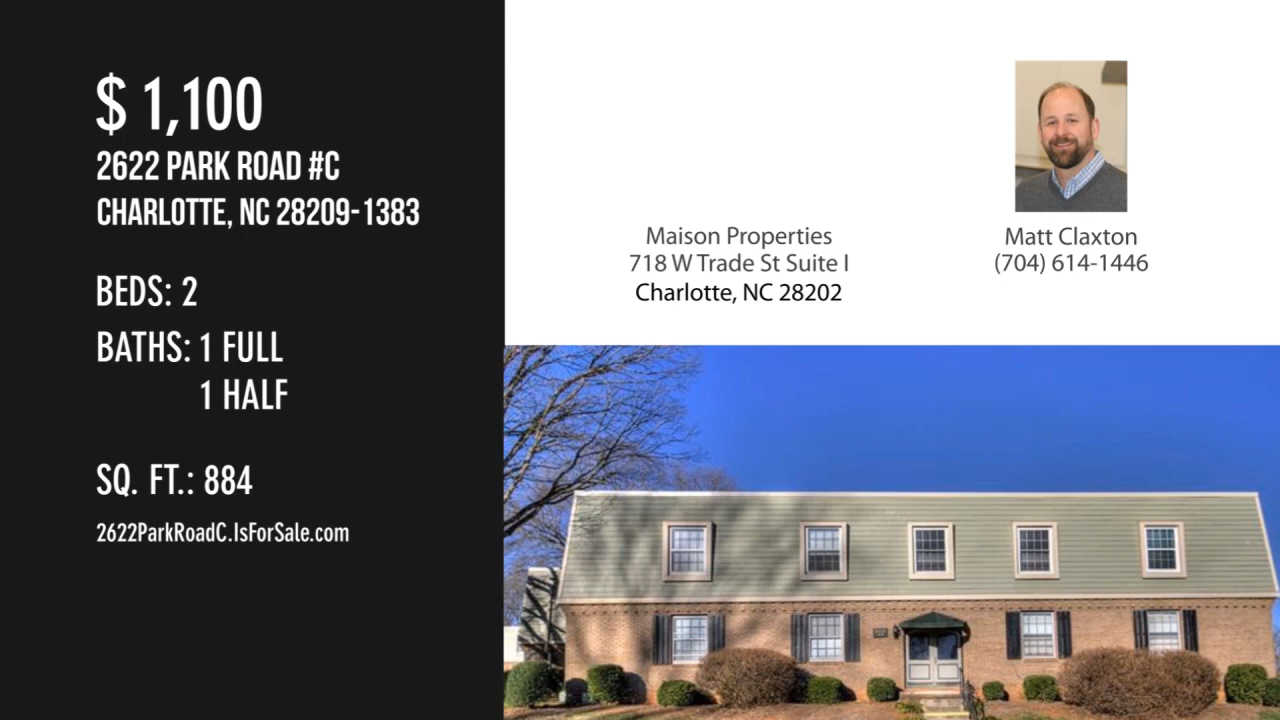 $ 1,100
2622 PARK ROAD #C
CHARLOTTE, NC 28209-1383
BEDS: 2
BATHS: 1 FULL
1 HALF
SQ. FT.: 884
2622ParkRoadC.IsForSale.com
Maison Properties
718 W Trade St Suite I
Charlotte, NC 28202
Matt Claxton
(704) 614-1446